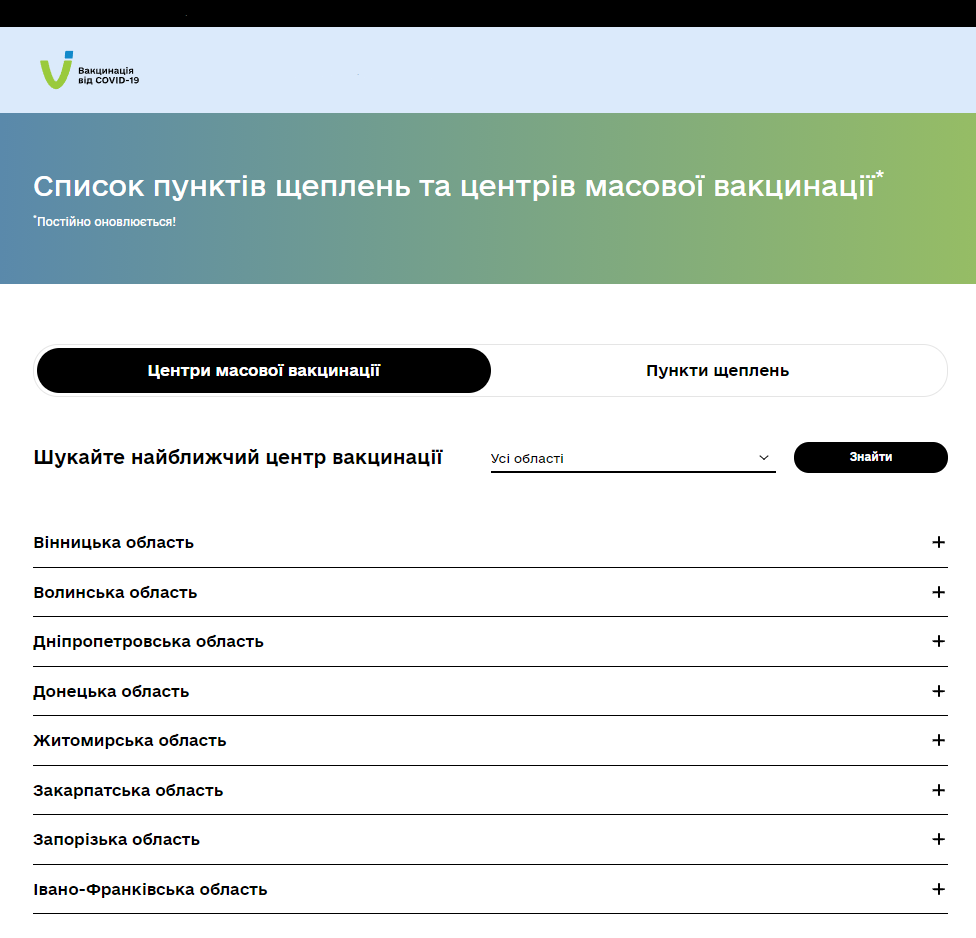 Вакцинація
від COVID-19
Список пунктів щеплень та центрів масової вакцинації*
*Постійно оновлюється!
Центри масової вакцинації
Пункти щеплень
Шукайте найближчий центр вакцинації
Усі області
Знайти
Вінницька область
Волинська область
Дніпропетровська область
Донецька область
Житомирська область
Закарпатська область
Запорізька область
Івано-Франківська область